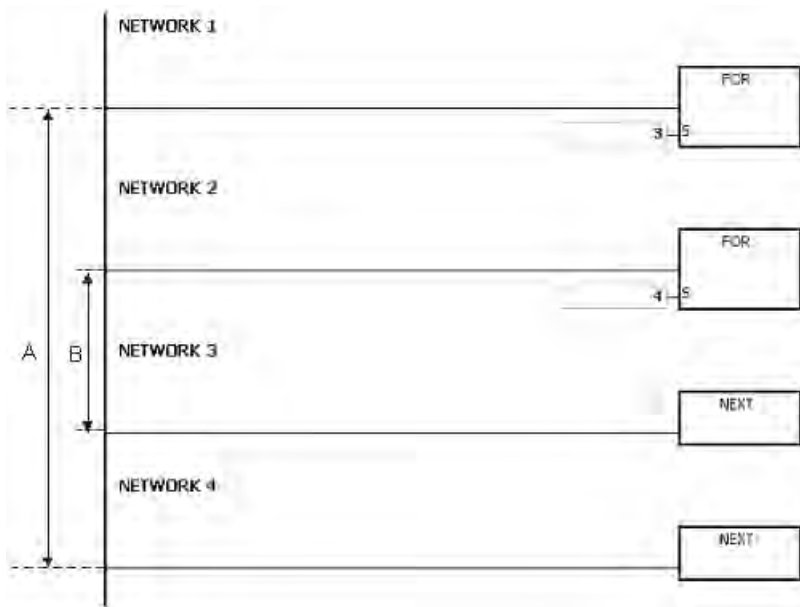 NETWORK 1
FOR
3 S
NETWORK 2
FOR
4 S
A B NETWORK 3
NEXT
NETWORK 4
NEXT